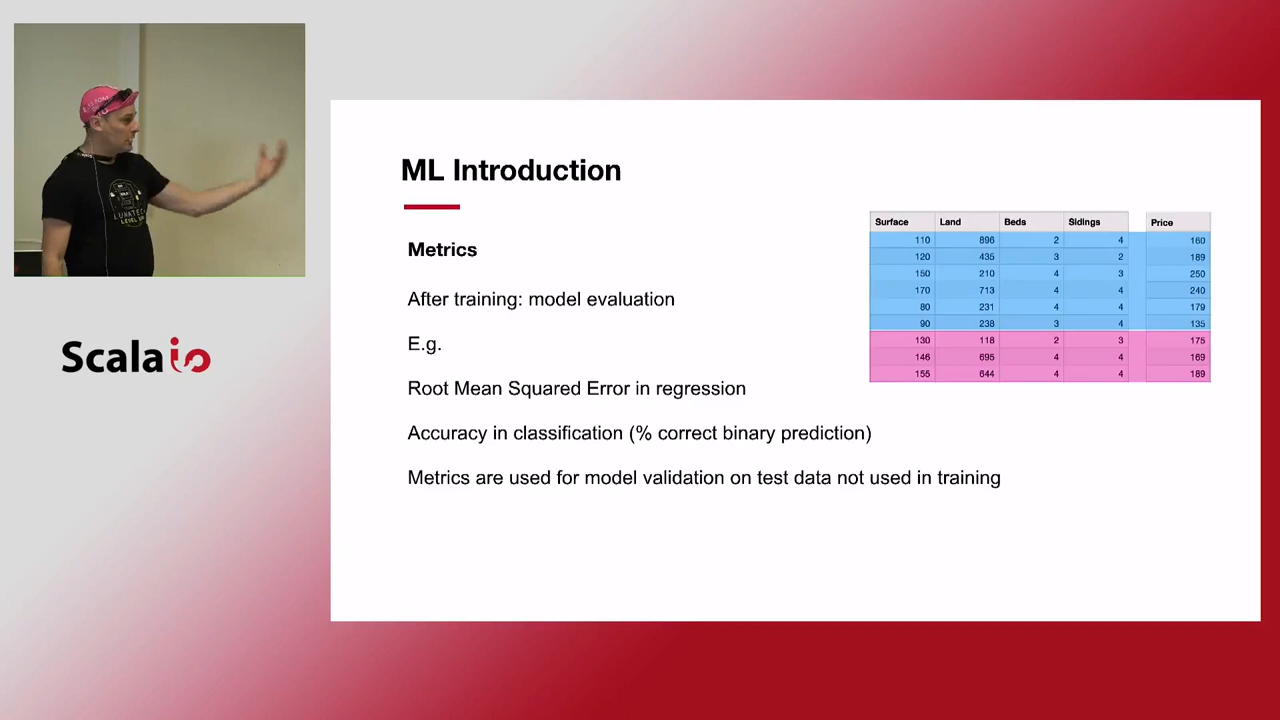 LUNATECH
ScalaIO
ML Introduction
Metrics
After training: model evaluation
E.g.
Root Mean Squared Error in regression
Accuracy in classification (% correct binary prediction)
Metrics are used for model validation on test data not used in training
Surface Land Beds Sidings Price
110 896 2 4 160
120 435 3 2 189
150 210 4 3 250
170 713 4 4 240
80 231 4 4 179
90 238 3 4 135
130 118 2 3 175
146 695 4 4 169
155 644 4 4 189